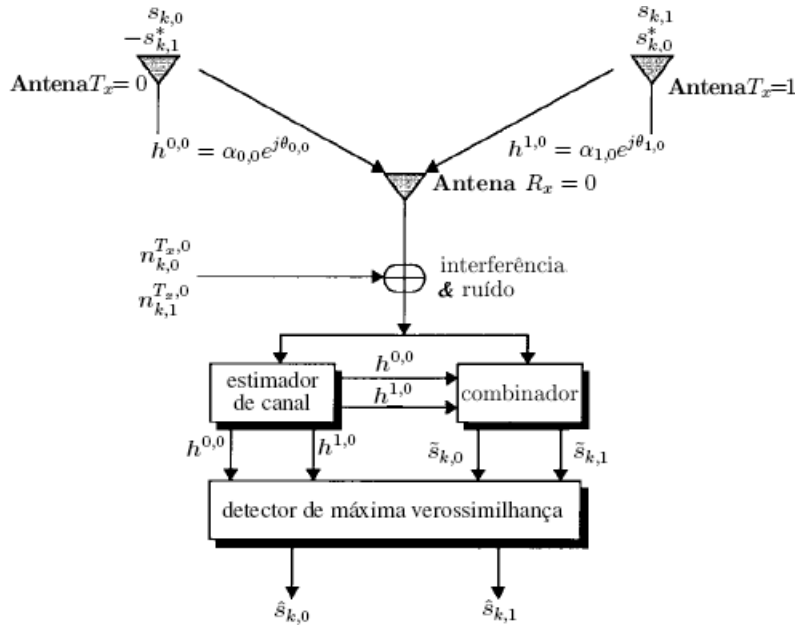 s_{k,0}
-s^*_{k,1}
Antena T_x = 0
s_{k,1}
s^*_{k,0}
Antena T_x=1
h^{0,0} = α_{0,0}e^{jθ_{0,0}}
h^{1,0} = α_{1,0}e^{jθ_{1,0}}
Antena R_x = 0
n^{T_x,0}_{k,0}
n^{T_x,0}_{k,1}
interferência
& ruído
estimador
de canal
h^{0,0}
h^{1,0}
combinador
h^{0,0}
h^{1,0}
s̃_{k,0}
s̃_{k,1}
detector de máxima verossimilhança
ŝ_{k,0}
ŝ_{k,1}